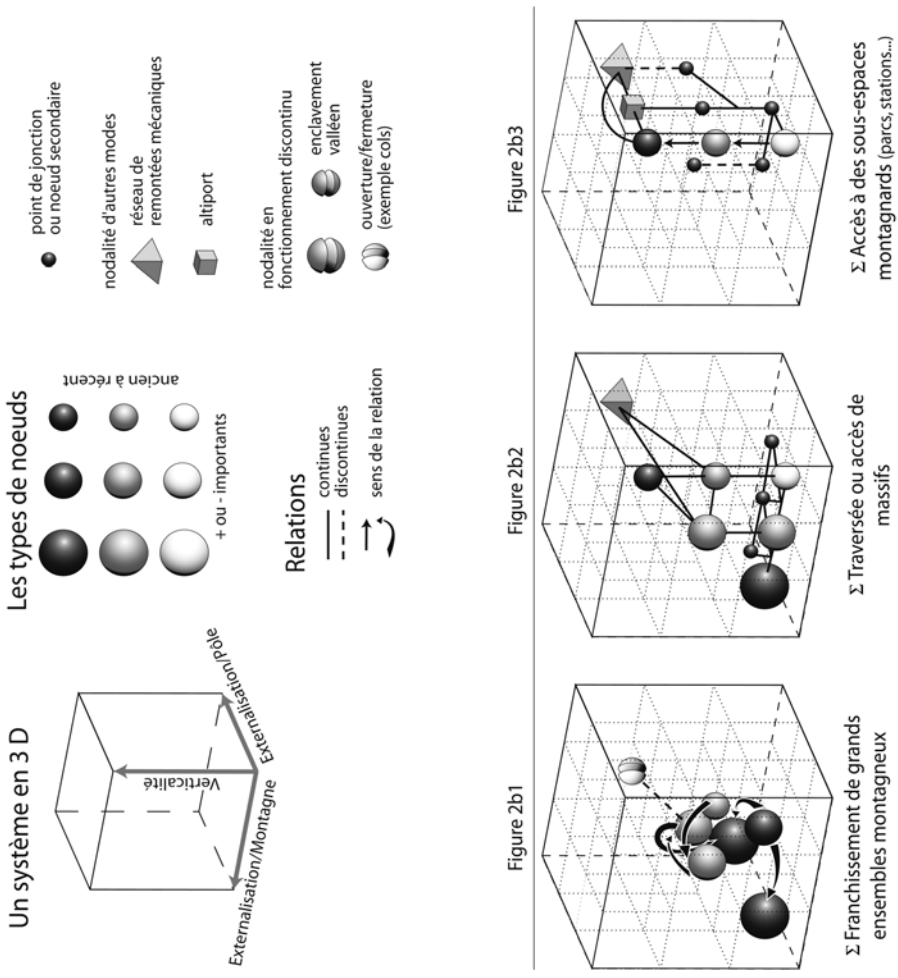 Un système en 3 D
Verticalité
Externalisation/Montagne
Externalisation/Pôle
Les types de noeuds
ancien à récent
+ ou - importants
Relations
continues
discontinues
sens de la relation
point de jonction
ou noeud secondaire
nodalité d'autres modes
réseau de
remontées mécaniques
altiport
nodalité en
fonctionnement discontinu
enclavement
valléen
ouverture/fermeture
(exemple cols)
Figure 2b1
Σ Franchissement de grands
ensembles montagneux
Figure 2b2
Σ Traversée ou accès de
massifs
Figure 2b3
Σ Accès à des sous-espaces
montagnards (parcs, stations...)